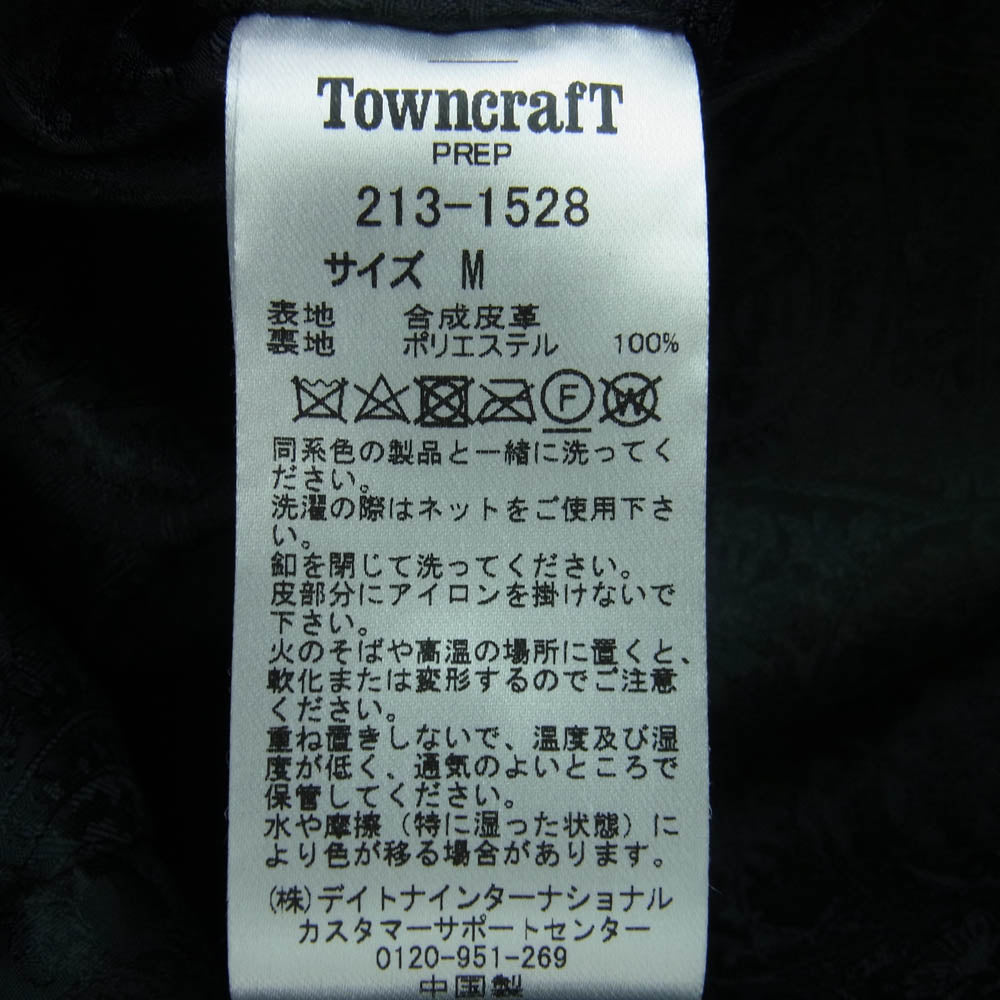 TowncrafT
PREP
213-1528
サイズ M
表地 合成皮革
裏地 ポリエステル 100%
F W
同系色の製品と一緒に洗ってく
ださい。
洗濯の際はネットをご使用下さ
い。
釦を閉じて洗ってください。
皮部分にアイロンを掛けないで
下さい。
火のそばや高温の場所に置くと、
軟化または変形するのでご注意
ください。
重ね置きしないで、温度及び湿
度が低く、通気のよいところで
保管してください。
水や摩擦(特に湿った状態)に
より色が移る場合があります。
(株)デイトナインターナショナル
カスタマーサポートセンター
0120-951-269
中国製